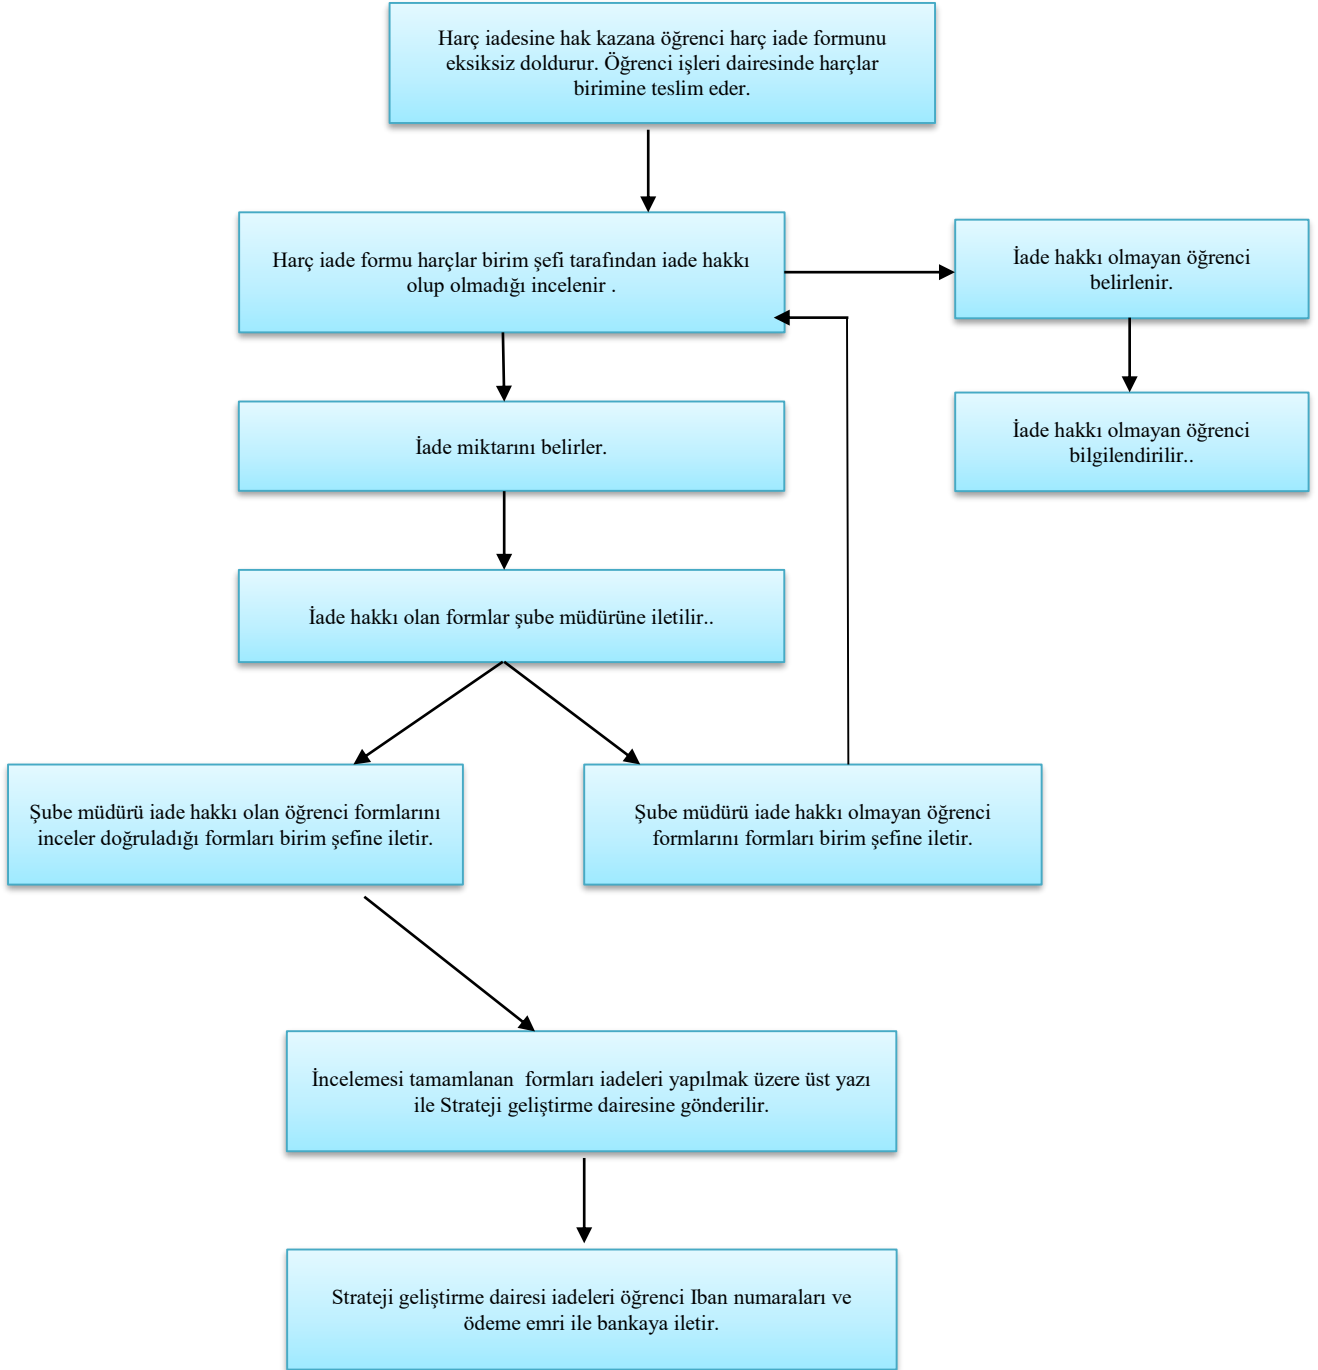 Harç iadesine hak kazana öğrenci harç iade formunu
eksiksiz doldurur. Öğrenci işleri dairesinde harçlar
birimine teslim eder.
Harç iade formu harçlar birim şefi tarafından iade hakkı
olup olmadığı incelenir .
İade hakkı olmayan öğrenci
belirlenir.
İade miktarını belirler.
İade hakkı olmayan öğrenci
bilgilendirilir..
İade hakkı olan formlar şube müdürüne iletilir..
Şube müdürü iade hakkı olan öğrenci formlarını
inceler doğruladığı formları birim şefine iletir.
Şube müdürü iade hakkı olmayan öğrenci
formlarını formları birim şefine iletir.
İncelemesi tamamlanan  formları iadeleri yapılmak üzere üst yazı
ile Strateji geliştirme dairesine gönderilir.
Strateji geliştirme dairesi iadeleri öğrenci Iban numaraları ve
ödeme emri ile bankaya iletir.